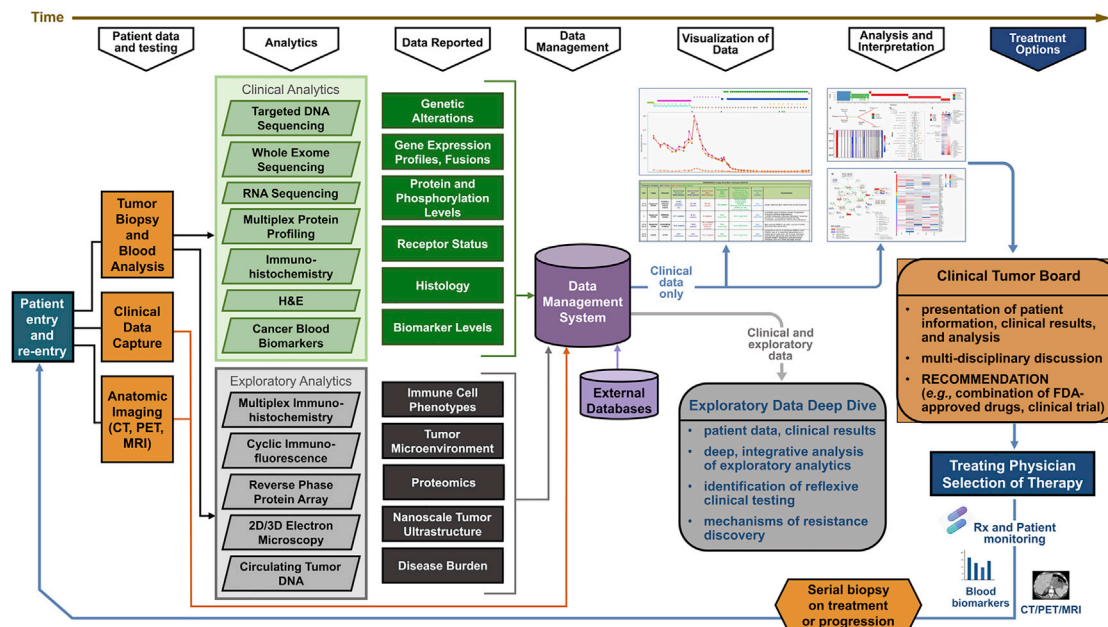 Time
Patient data
and testing
Analytics
Data Reported
Data
Management
Visualization of
Data
Analysis and
Interpretation
Treatment
Options
Clinical Analytics
Targeted DNA
Sequencing
Whole Exome
Sequencing
RNA Sequencing
Multiplex Protein
Profiling
Immuno-
histochemistry
H&E
Cancer Blood
Biomarkers
Genetic
Alterations
Gene Expression
Profiles, Fusions
Protein and
Phosphorylation
Levels
Receptor Status
Histology
Biomarker Levels
Tumor
Biopsy and
Blood
Analysis
Patient
entry and
re-entry
Clinical
Data
Capture
Anatomic
Imaging
(CT, PET,
MRI)
Exploratory Analytics
Multiplex Immuno-
histochemistry
Cyclic Immuno-
fluorescence
Reverse Phase
Protein Array
2D/3D Electron
Microscopy
Circulating Tumor
DNA
Immune Cell
Phenotypes
Tumor
Microenvironment
Proteomics
Nanoscale Tumor
Ultrastructure
Disease Burden
Data
Management
System
External
Databases
Clinical
data only
Clinical and
exploratory
data
Exploratory Data Deep Dive
• patient data, clinical results
• deep, integrative
analysis of exploratory analytics
• identification of reflexive
clinical testing
• mechanisms of resistance
discovery
Clinical Tumor Board
• presentation of patient
information, clinical results,
and analysis
• multi-disciplinary discussion
• RECOMMENDATION
(e.g., combination of FDA-
approved drugs, clinical trial)
Treating Physician
Selection of Therapy
Rx and Patient
monitoring
Blood
biomarkers
CT/PET/MRI
Serial biopsy
on treatment
or progression